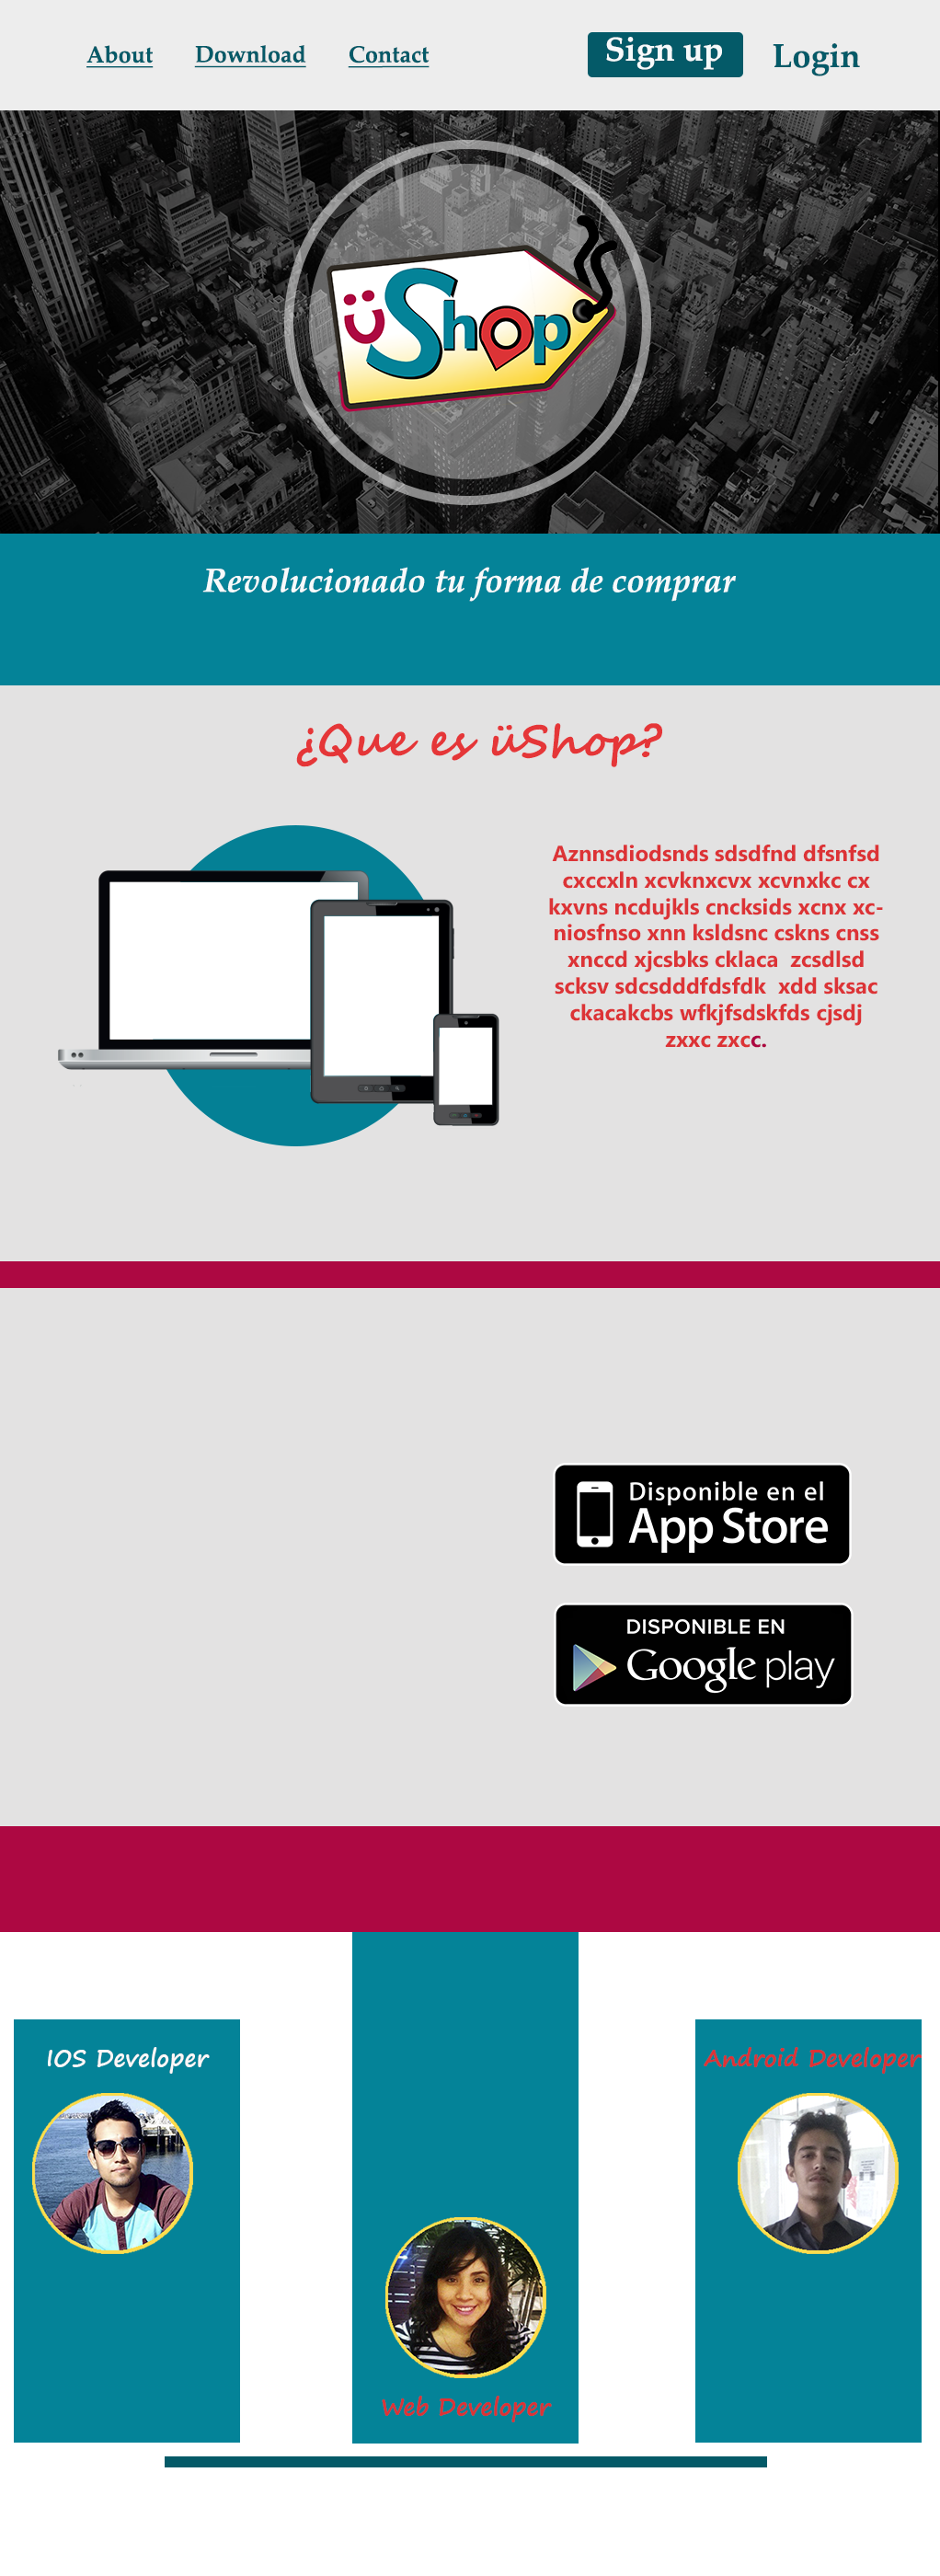 About Download Contact Sign up Login
üShop
Revolucionado tu forma de comprar
¿Que es üShop?
Aznnsdiodsnds sdsdfnd dfsnfsd
cxccxln xcvknxcvx xcvnxkc cx
kxvns ncdujkls cncksids xcnx xc-
niosfnso xnn ksldsnc cskns cnss
xnccd xjcsbks cklaca zcsdlsd
scksv sdcsdddfdsfdk xdd sksac
ckacakcbs wfkjfsdskfds cjsdj
zxxc zxccc.
Disponible en el
App Store
DISPONIBLE EN
Google play
IOS Developer
Android Developer
Web Developer